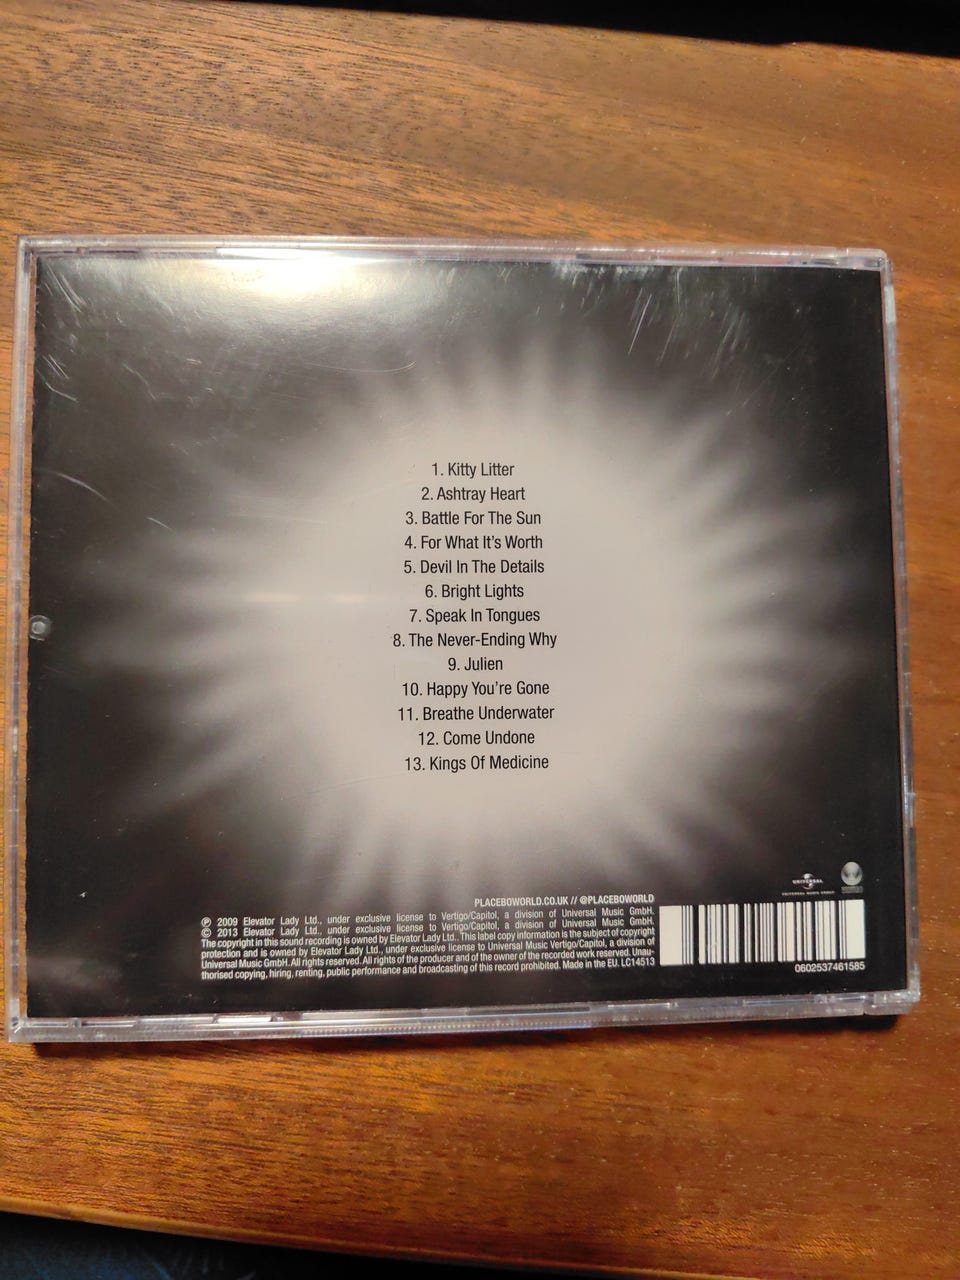 1. Kitty Litter
2. Ashtray Heart
3. Battle For The Sun
4. For What It's Worth
5. Devil In The Details
6. Bright Lights
7. Speak In Tongues
8. The Never-Ending Why
9. Julien
10. Happy You're Gone
11. Breathe Underwater
12. Come Undone
13. Kings Of Medicine
PLACEBOWORLD.CO.UK // @PLACEBOWORLD
℗ 2009 Elevator Lady Ltd., under exclusive license to Vertigo/Capitol, a division of Universal Music GmbH.
© 2013 Elevator Lady Ltd., under exclusive license to Vertigo/Capitol, a division of Universal Music GmbH.
The copyright in this sound recording is owned by Elevator Lady Ltd.. This label copy information is the subject of copyright
protection and is owned by Elevator Lady Ltd., under exclusive license to Universal Music Vertigo/Capitol, a division of
Universal Music GmbH. All rights reserved. All rights of the producer and of the owner of the recorded work reserved. Unau-
thorised copying, hiring, renting, public performance and broadcasting of this record prohibited. Made in the EU. LC14513
UNIVERSAL
UNIVERSAL MUSIC GROUP
0602537461585